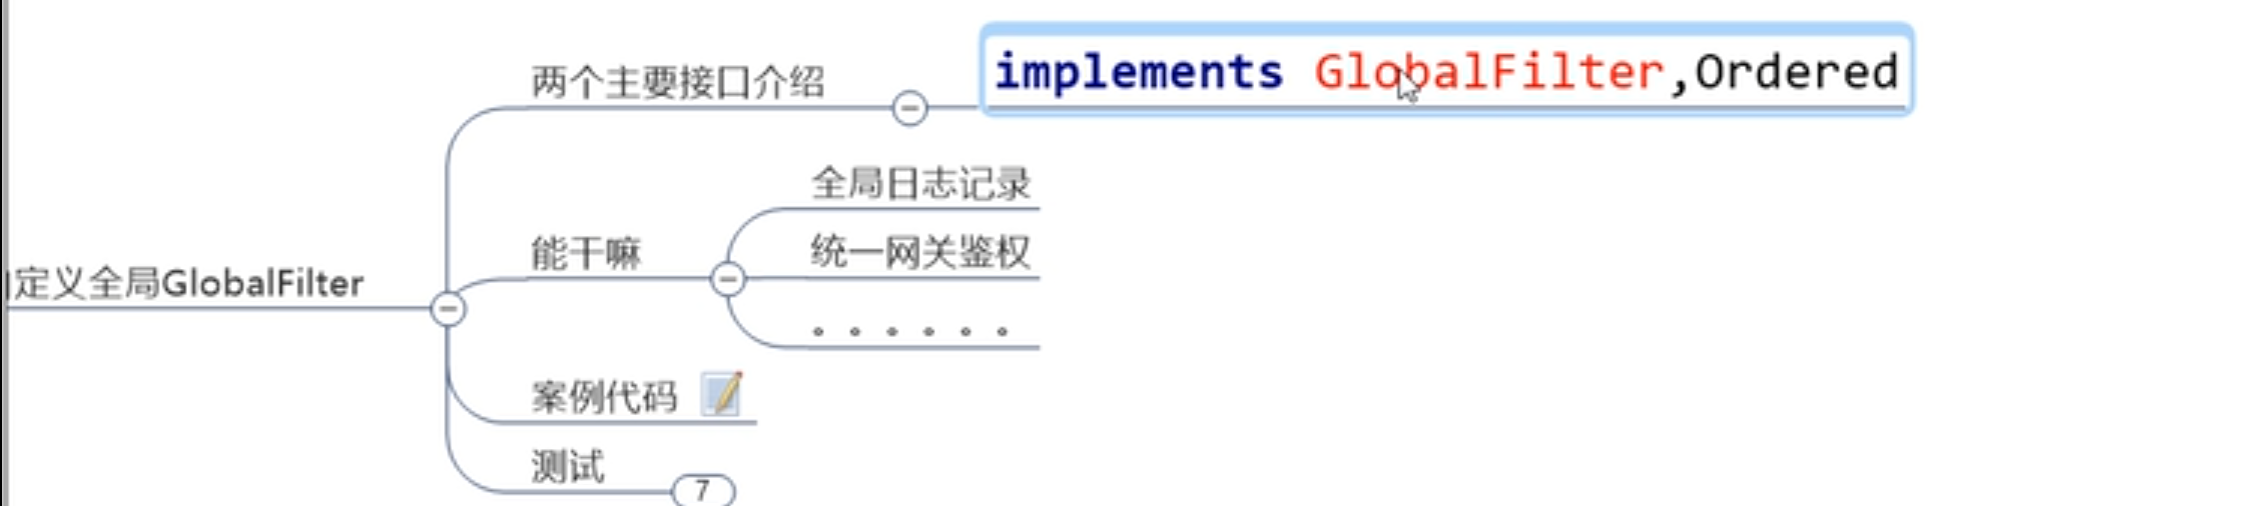 两个主要接口介绍
implements GlobalFilter,Ordered
定义全局GlobalFilter
能干嘛
全局日志记录
统一网关鉴权
。。。。。。
案例代码
测试
7